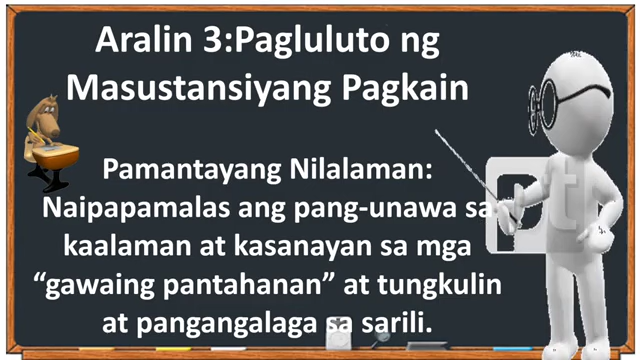 Aralin 3:Pagluluto ng
Masustansiyang Pagkain
Pamantayang Nilalaman:
Naipapamalas ang pang-unawa sa
kaalaman at kasanayan sa mga
“gawaing pantahanan” at tungkulin
at pangangalaga sa sarili.